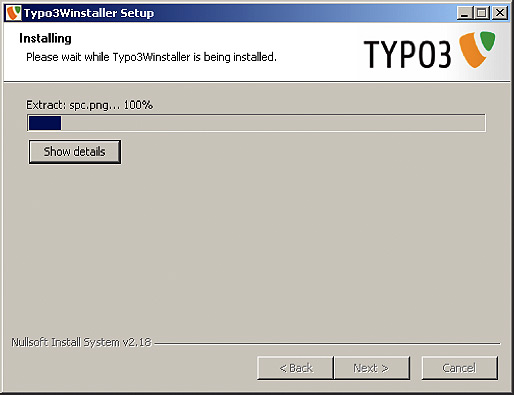 Typo3Winstaller Setup
Installing
Please wait while Typo3Winstaller is being installed.
TYPO3
Extract: spc.png... 100%
Show details
Nullsoft Install System v2.18
< Back
Next >
Cancel